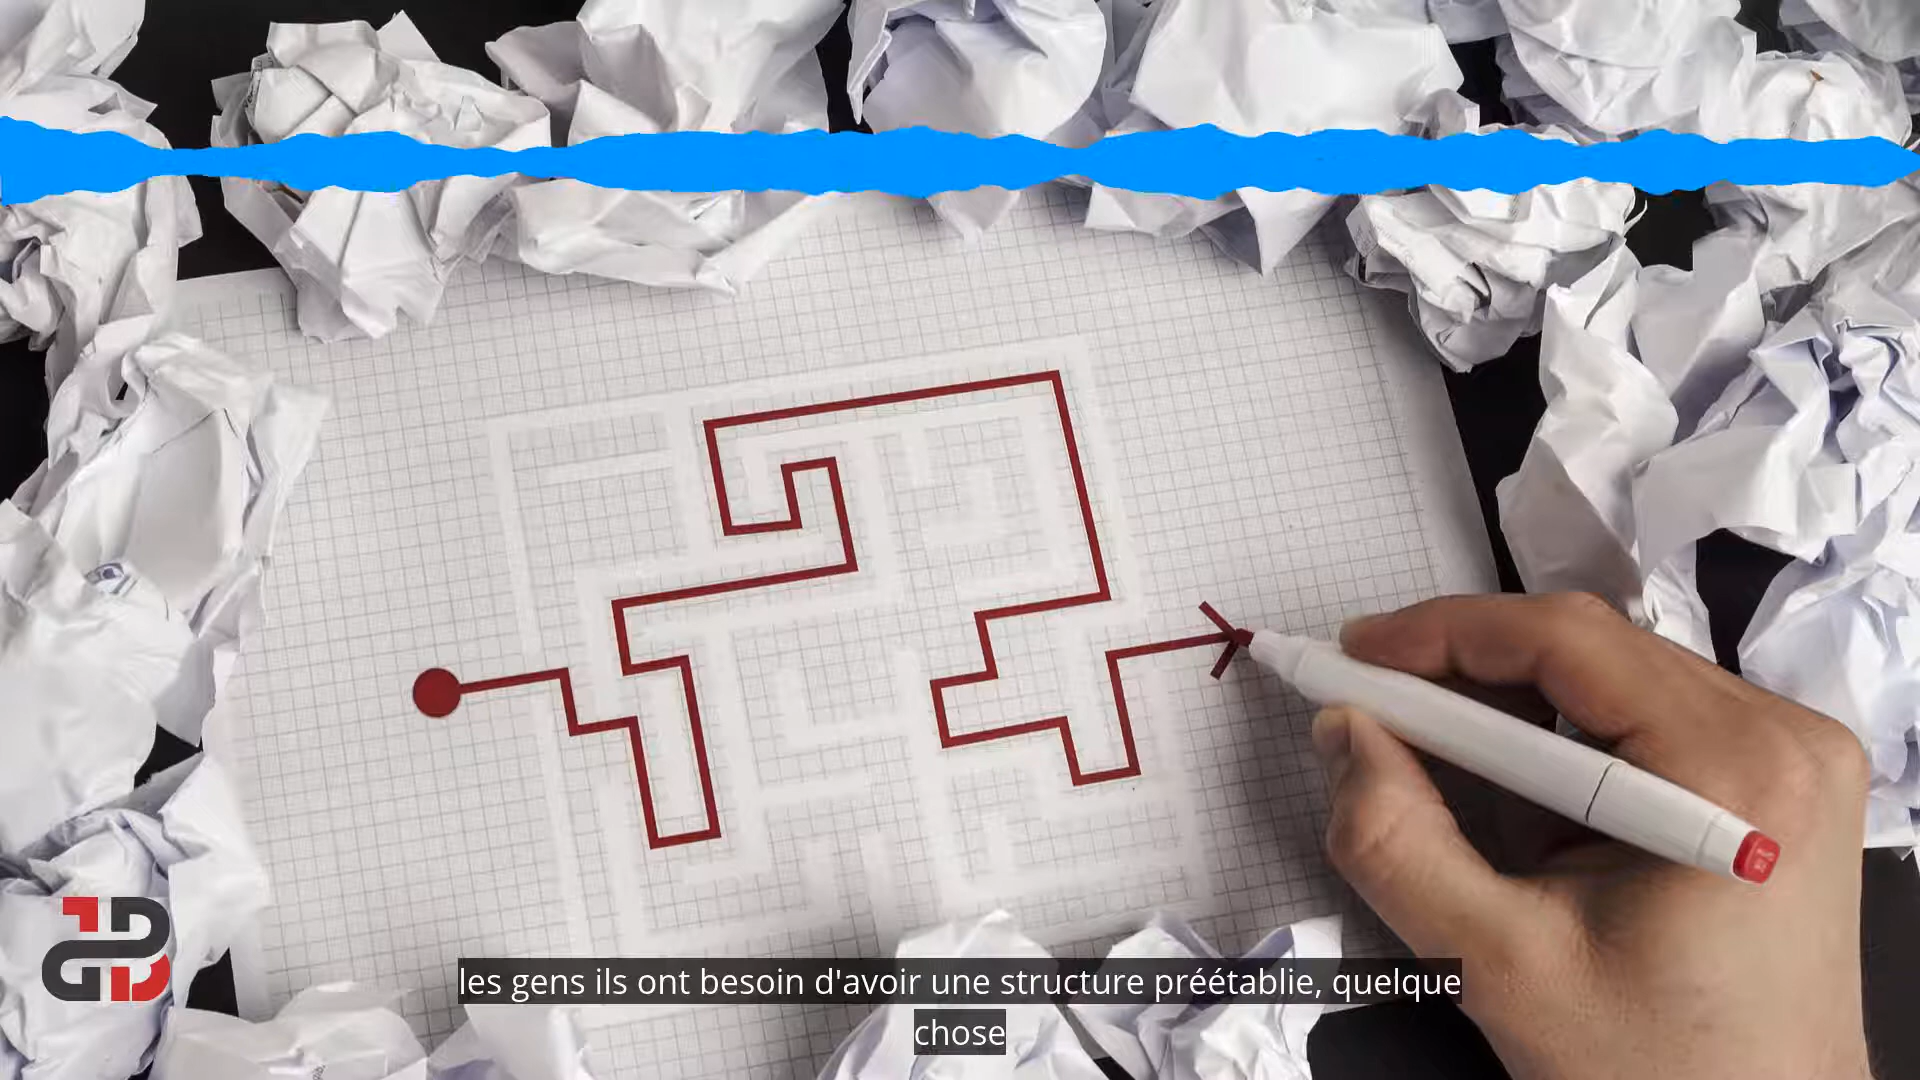 les gens ils ont besoin d'avoir une structure préétablie, quelque
chose